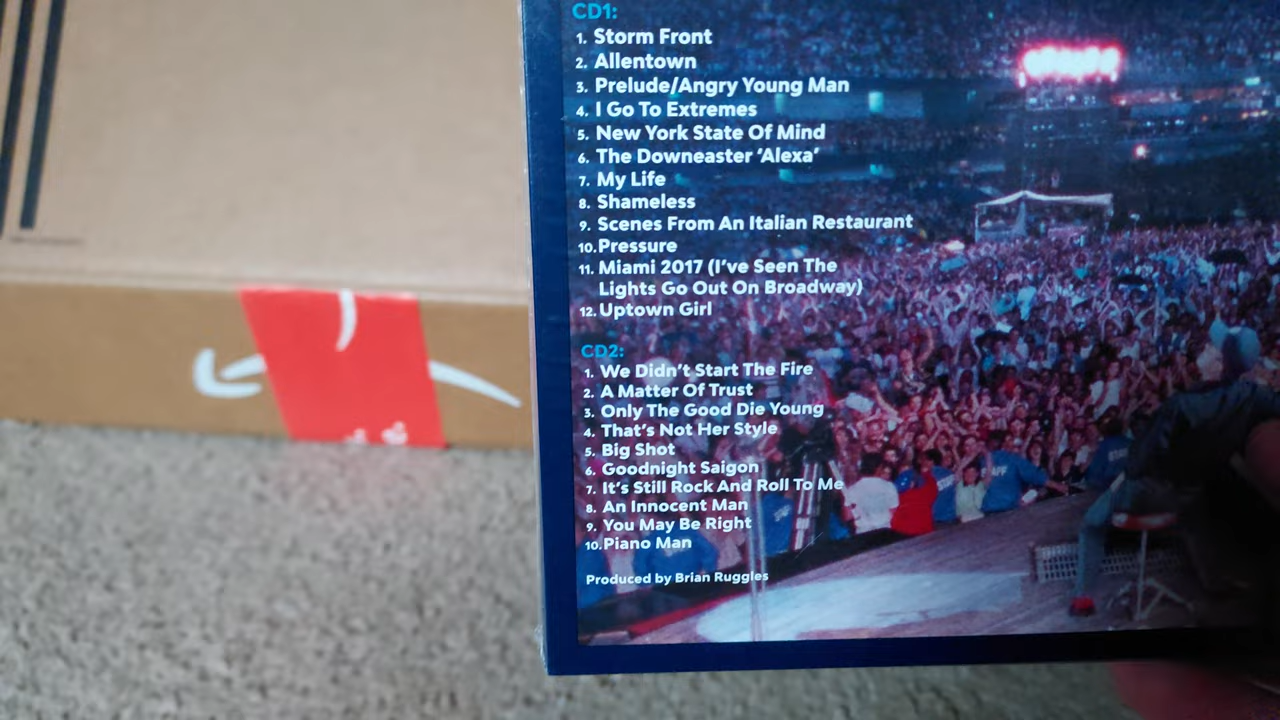 CD1:
1. Storm Front
2. Allentown
3. Prelude/Angry Young Man
4. I Go To Extremes
5. New York State Of Mind
6. The Downeaster ‘Alexa’
7. My Life
8. Shameless
9. Scenes From An Italian Restaurant
10. Pressure
11. Miami 2017 (I’ve Seen The
Lights Go Out On Broadway)
12. Uptown Girl
CD2:
1. We Didn’t Start The Fire
2. A Matter Of Trust
3. Only The Good Die Young
4. That’s Not Her Style
5. Big Shot
6. Goodnight Saigon
7. It’s Still Rock And Roll To Me
8. An Innocent Man
9. You May Be Right
10. Piano Man
Produced by Brian Ruggles
STAFF